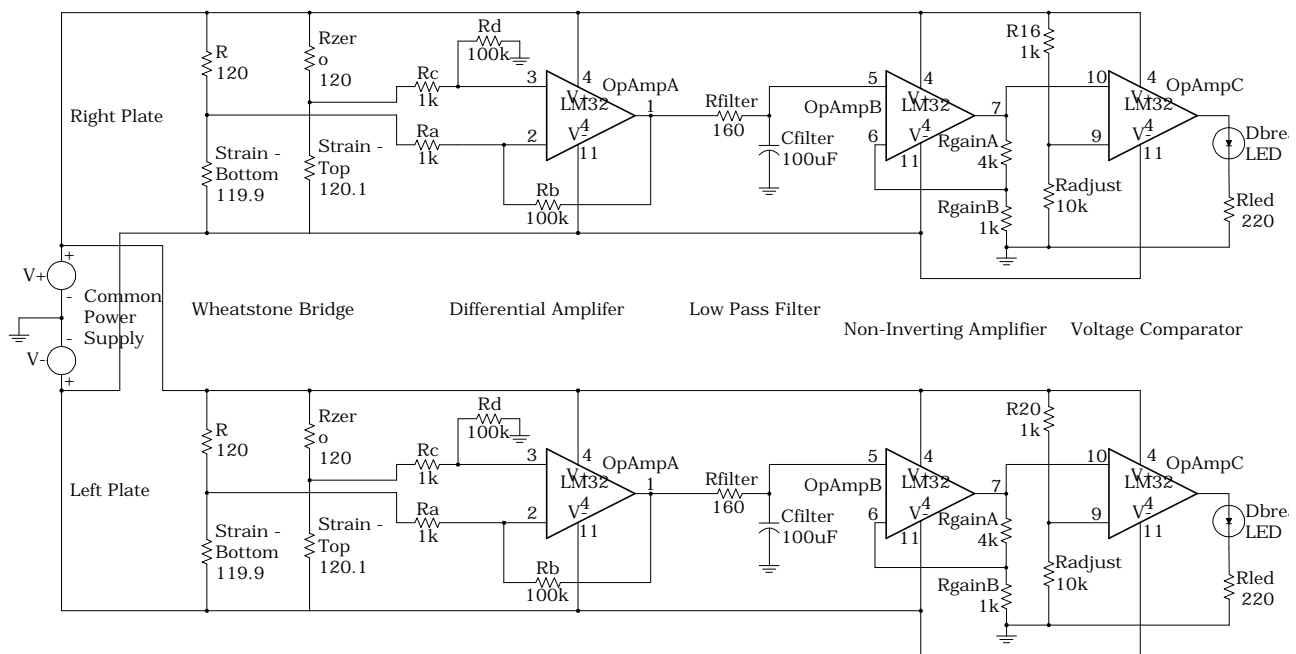 R
120
Rzer
o
120
Rd
100k
Rc
1k
Ra
1k
3
2
4
V+
LM32
4
V-
11
OpAmpA
1
Rb
100k
Right Plate
Strain -
Bottom
119.9
Strain -
Top
120.1
Rfilter
160
Cfilter
100uF
5
OpAmpB
6
4
V+
LM32
4
V-
11
7
RgainA
4k
RgainB
1k
R16
1k
10
9
4
OpAmpC
V+
LM32
4
V-
11
Radjust
10k
Dbrea
LED
Rled
220
+
V+
-
Common
Power
Supply
-
V-
+
Wheatstone Bridge
Differential Amplifer
Low Pass Filter
Non-Inverting Amplifier
Voltage Comparator
R
120
Rzer
o
120
Rd
100k
Rc
1k
Ra
1k
3
2
4
V+
LM32
4
V-
11
OpAmpA
1
Rb
100k
Left Plate
Strain -
Bottom
119.9
Strain -
Top
120.1
Rfilter
160
Cfilter
100uF
5
OpAmpB
6
4
V+
LM32
4
V-
11
7
RgainA
4k
RgainB
1k
R20
1k
10
9
4
OpAmpC
V+
LM32
4
V-
11
Radjust
10k
Dbrea
LED
Rled
220